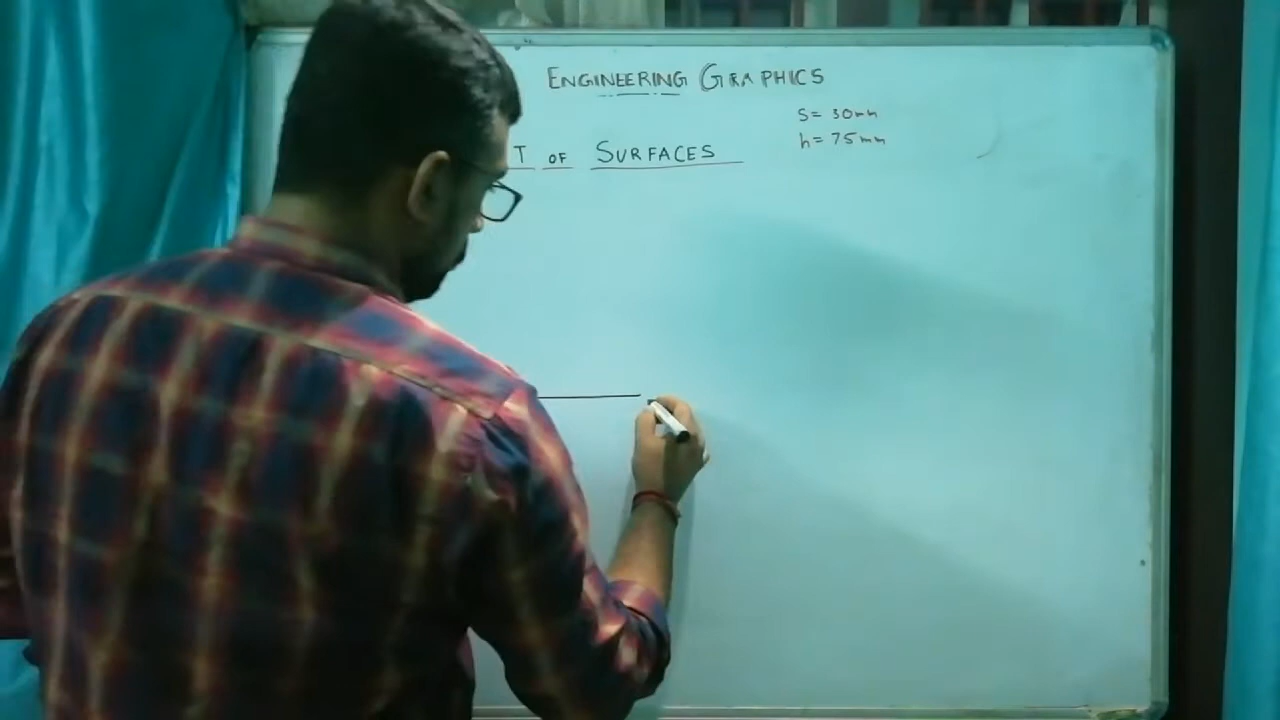 ENGINEERING GRAPHICS
S= 30mm
h= 75mm
T OF SURFACES